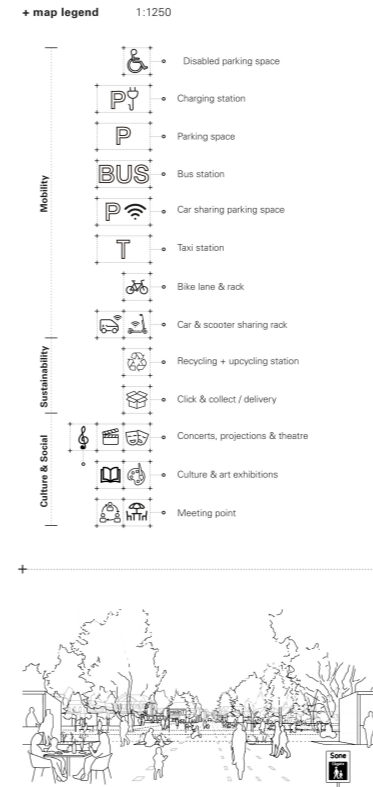 + map legend 1:1250
Mobility
Disabled parking space
P Charging station
P Parking space
BUS Bus station
P Car sharing parking space
T Taxi station
Bike lane & rack
Car & scooter sharing rack
Sustainability
Recycling + upcycling station
Click & collect / delivery
Culture & Social
Concerts, projections & theatre
Culture & art exhibitions
Meeting point
Sone